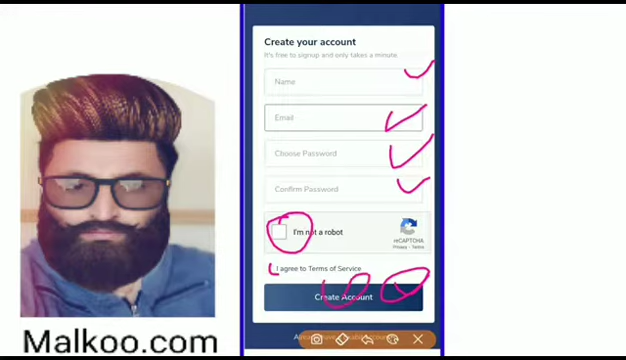 Create your account
It's free to signup and only takes a minute
Name
Email
Choose Password
Confirm Password
I'm not a robot
reCAPTCHA
Privacy - Terms
I agree to Terms of Service
Create Account
Malkoo.com